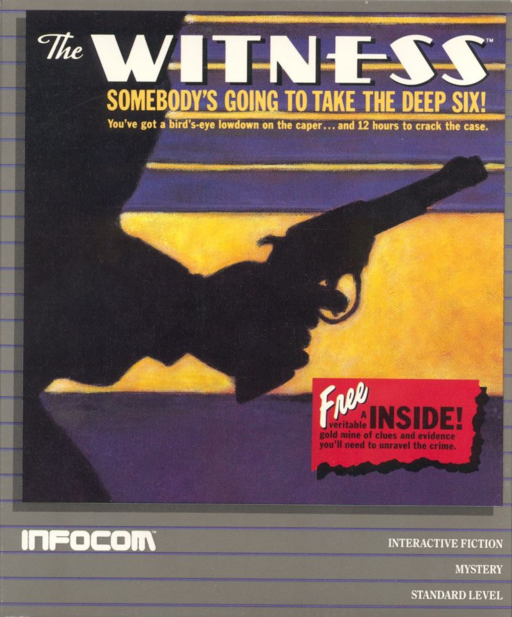 The WITNESS™
SOMEBODY'S GOING TO TAKE THE DEEP SIX!
You've got a bird's-eye lowdown on the caper...and 12 hours to crack the case.
Free
A veritable INSIDE!
gold mine of clues and evidence
you'll need to unravel the crime.
INFOCOM™
INTERACTIVE FICTION
MYSTERY
STANDARD LEVEL